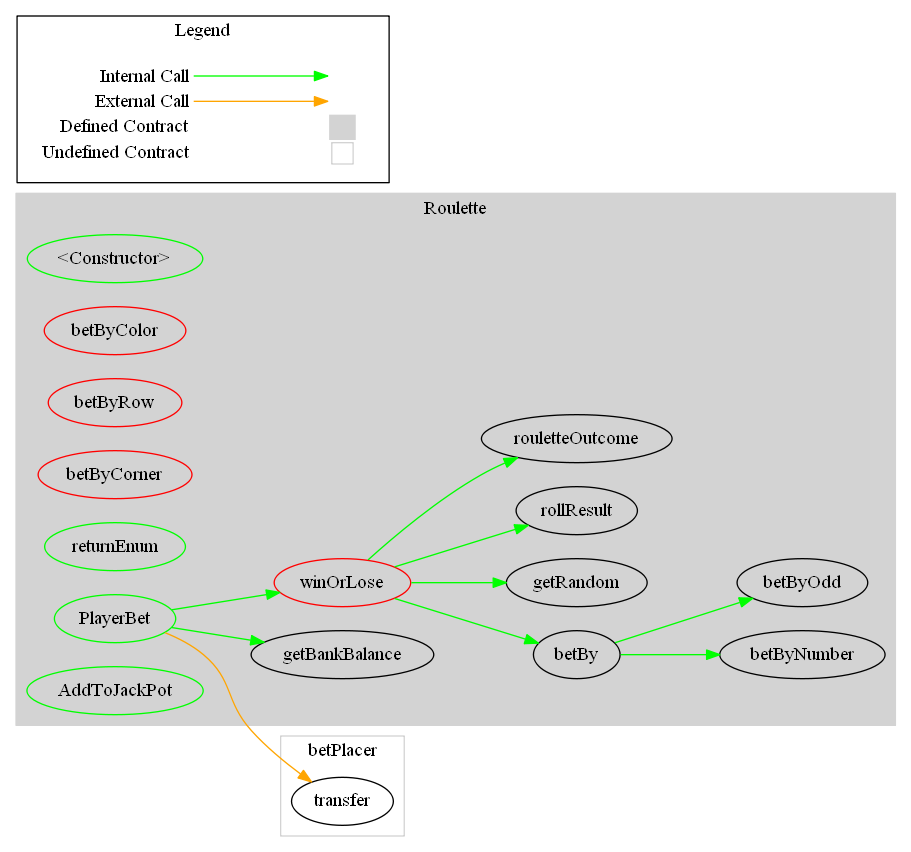 Legend
Internal Call
External Call
Defined Contract
Undefined Contract
Roulette
<Constructor>
betByColor
betByRow
betByCorner
returnEnum
PlayerBet
AddToJackPot
winOrLose
getBankBalance
rouletteOutcome
rollResult
getRandom
betBy
betByOdd
betByNumber
betPlacer
transfer